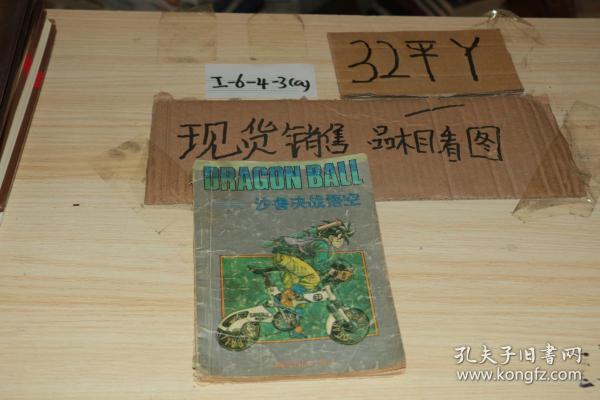 32平丫
I-6-4-3(a)
现货销售 品相看图
DRAGON BALL
——沙鲁决战悟空
孔夫子旧书网
www.kongfz.com